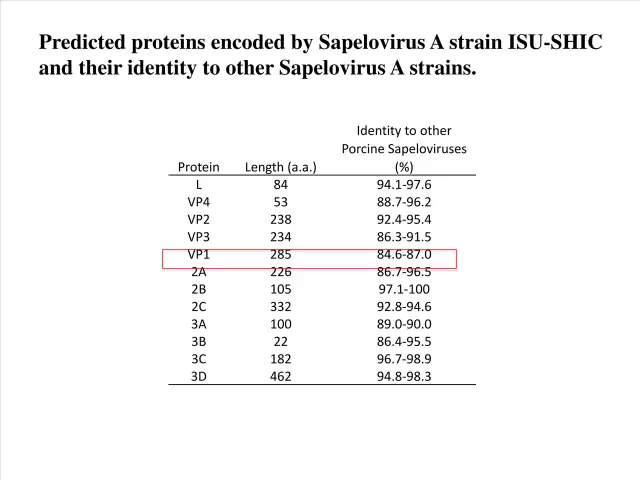 Predicted proteins encoded by Sapelovirus A strain ISU-SHIC
and their identity to other Sapelovirus A strains.
Identity to other
Porcine Sapeloviruses
Protein Length (a.a.) (%)
L 84 94.1-97.6
VP4 53 88.7-96.2
VP2 238 92.4-95.4
VP3 234 86.3-91.5
VP1 285 84.6-87.0
2A 226 86.7-96.5
2B 105 97.1-100
2C 332 92.8-94.6
3A 100 89.0-90.0
3B 22 86.4-95.5
3C 182 96.7-98.9
3D 462 94.8-98.3